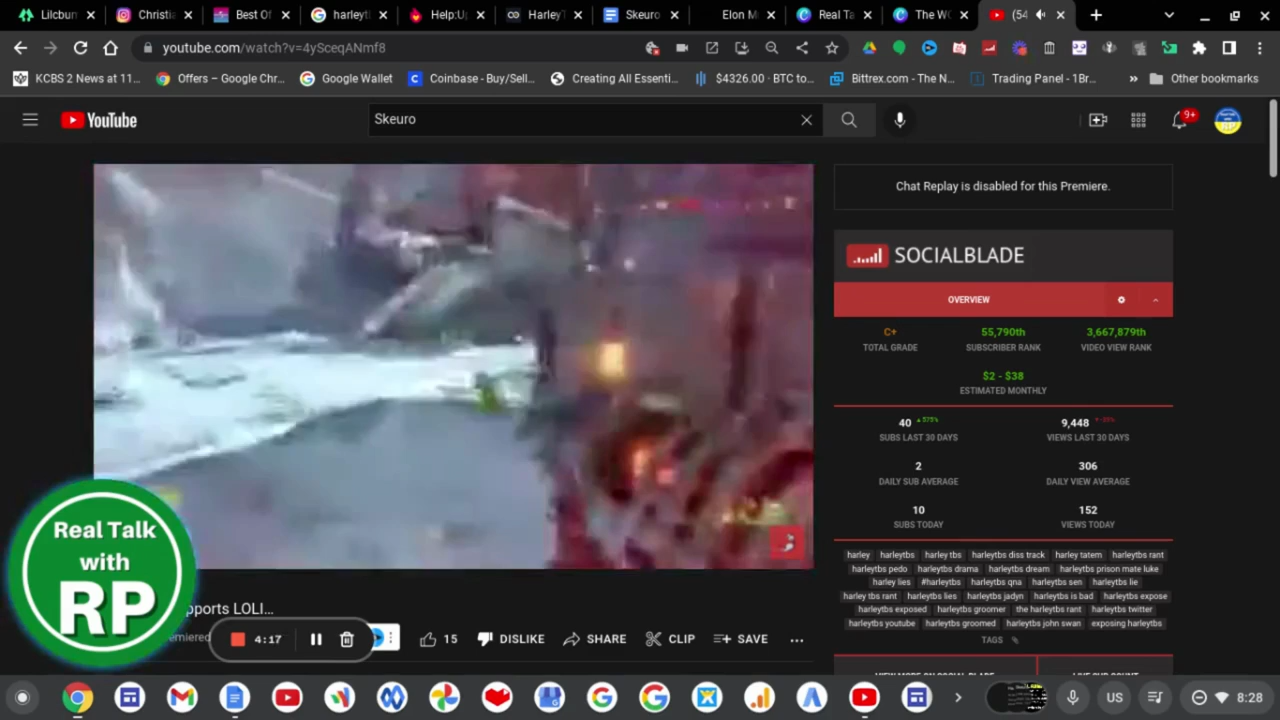 Lilcburn
Christia
Best Of
harleytl
Help:U
HarleyT
Skeuro
Elon M
Real Ta
The W
(54
youtube.com/watch?v=4ySceqANmf8
KCBS 2 News at 11...
Offers – Google Chr...
Google Wallet
Coinbase - Buy/Sell...
Creating All Essenti...
$4326.00 · BTC to...
Bittrex.com - The N...
Trading Panel - 1Br...
»
Other bookmarks
YouTube
Skeuro
9+
RP
Chat Replay is disabled for this Premiere.
SOCIALBLADE
OVERVIEW
C+
TOTAL GRADE
55,790th
SUBSCRIBER RANK
3,667,879th
VIDEO VIEW RANK
$2 - $38
ESTIMATED MONTHLY
40
SUBS LAST 30 DAYS
9,448
VIEWS LAST 30 DAYS
2
DAILY SUB AVERAGE
306
DAILY VIEW AVERAGE
10
SUBS TODAY
152
VIEWS TODAY
harley harleytbs harley tbs harleytbs diss track harley tatem harleytbs rant
harleytbs pedo harleytbs drama harleytbs dream harleytbs prison mate luke
harley lies #harleytbs harleytbs qna harleytbs sen harleytbs lie
harley tbs rant harleytbs lies harleytbs jadyn harleytbs is bad harleytbs expose
harleytbs exposed harleytbs groomer the harleytbs rant harleytbs twitter
harleytbs youtube harleytbs groomed harleytbs john swan exposing harleytbs
TAGS
Real Talk
with
RP
pports LOLI...
emiered
4:17
15
DISLIKE
SHARE
CLIP
SAVE
...
US
8:28